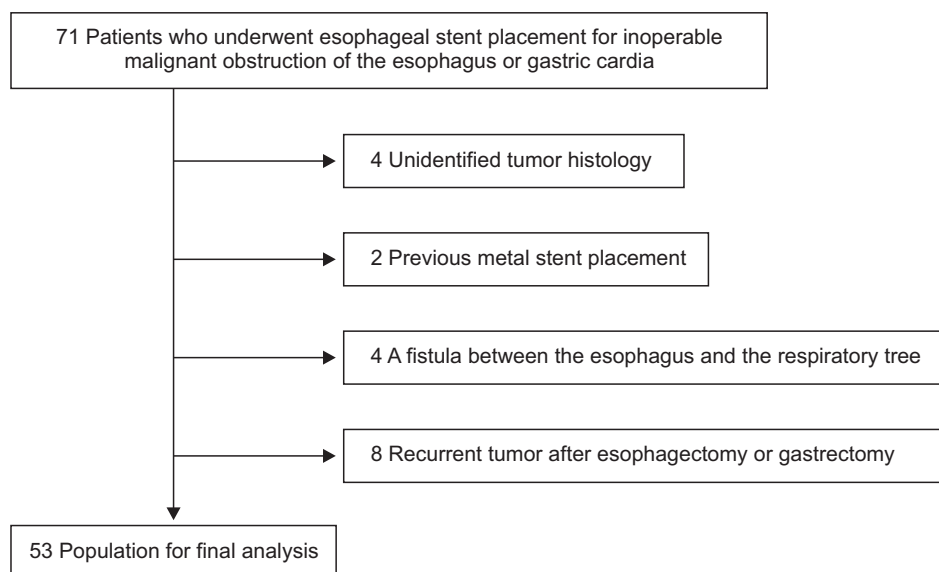 71 Patients who underwent esophageal stent placement for inoperable
malignant obstruction of the esophagus or gastric cardia
4 Unidentified tumor histology
2 Previous metal stent placement
4 A fistula between the esophagus and the respiratory tree
8 Recurrent tumor after esophagectomy or gastrectomy
53 Population for final analysis